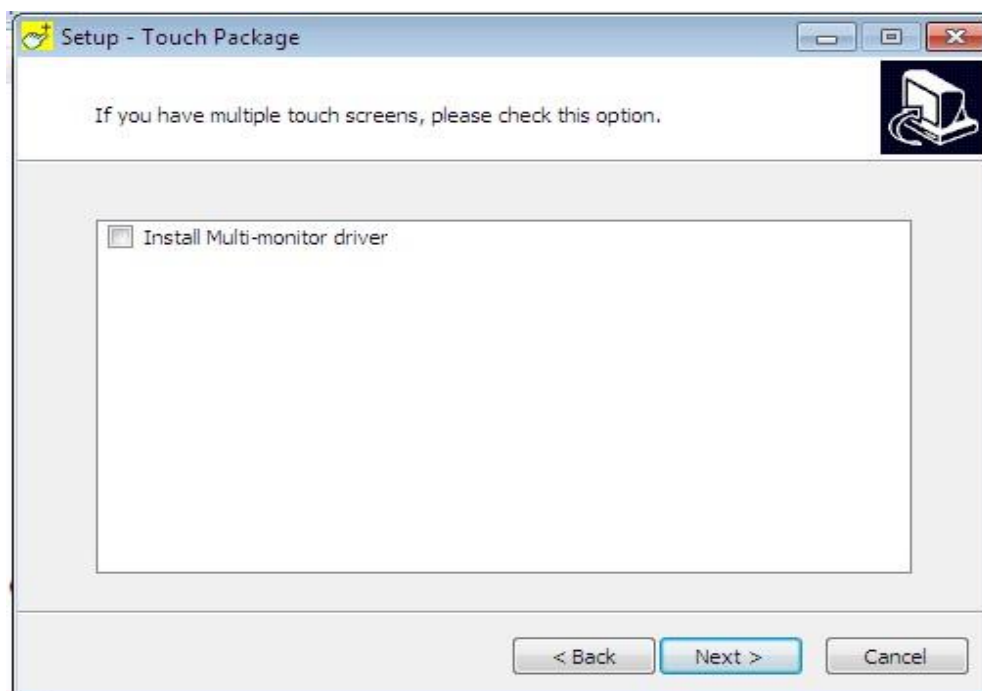 Setup - Touch Package
If you have multiple touch screens, please check this option.
Install Multi-monitor driver
< Back
Next >
Cancel